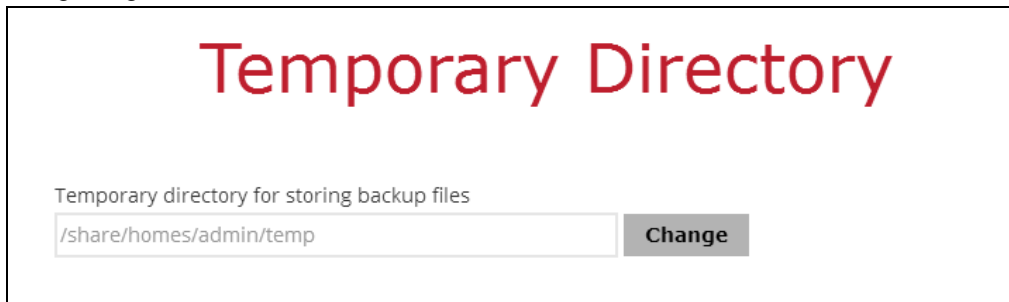 Temporary Directory
Temporary directory for storing backup files
/share/homes/admin/temp
Change